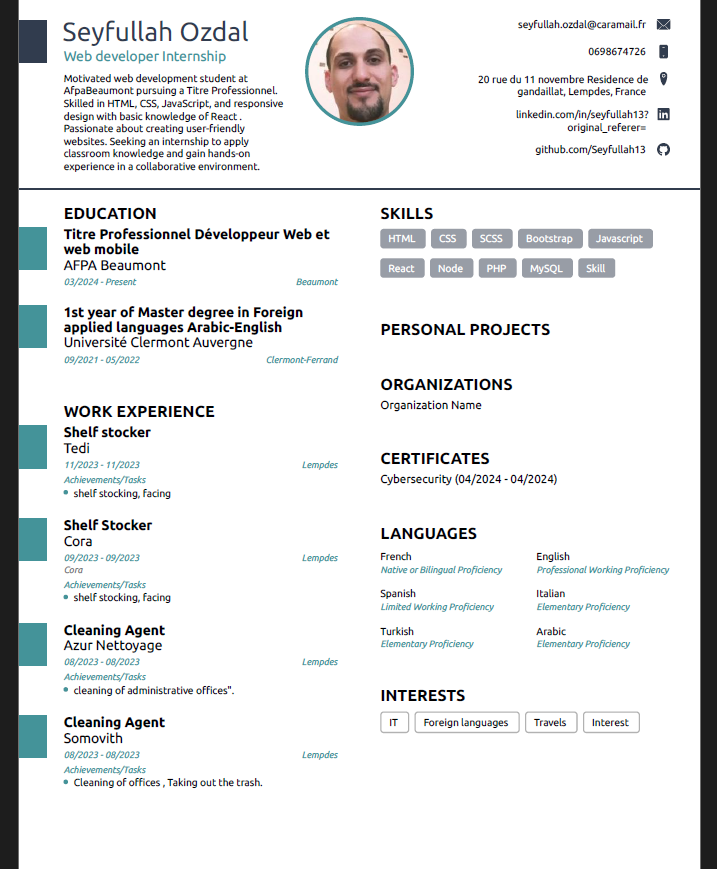 Seyfullah Ozdal
Web developer Internship
Motivated web development student at
AfpaBeaumont pursuing a Titre Professionnel.
Skilled in HTML, CSS, JavaScript, and responsive
design with basic knowledge of React .
Passionate about creating user-friendly
websites. Seeking an internship to apply
classroom knowledge and gain hands-on
experience in a collaborative environment.
seyfullah.ozdal@caramail.fr
0698674726
20 rue du 11 novembre Residence de
gandaillat, Lempdes, France
linkedin.com/in/seyfullah13?
original_referer=
github.com/Seyfullah13
EDUCATION
Titre Professionnel Développeur Web et
web mobile
AFPA Beaumont
03/2024 - Present Beaumont
1st year of Master degree in Foreign
applied languages Arabic-English
Université Clermont Auvergne
09/2021 - 05/2022 Clermont-Ferrand
WORK EXPERIENCE
Shelf stocker
Tedi
11/2023 - 11/2023 Lempdes
Achievements/Tasks
shelf stocking, facing
Shelf Stocker
Cora
09/2023 - 09/2023 Lempdes
Cora
Achievements/Tasks
shelf stocking, facing
Cleaning Agent
Azur Nettoyage
08/2023 - 08/2023 Lempdes
Achievements/Tasks
cleaning of administrative offices".
Cleaning Agent
Somovith
08/2023 - 08/2023 Lempdes
Achievements/Tasks
Cleaning of offices , Taking out the trash.
SKILLS
HTML CSS SCSS Bootstrap Javascript
React Node PHP MySQL Skill
PERSONAL PROJECTS
ORGANIZATIONS
Organization Name
CERTIFICATES
Cybersecurity (04/2024 - 04/2024)
LANGUAGES
French English
Native or Bilingual Proficiency Professional Working Proficiency
Spanish Italian
Limited Working Proficiency Elementary Proficiency
Turkish Arabic
Elementary Proficiency Elementary Proficiency
INTERESTS
IT Foreign languages Travels Interest